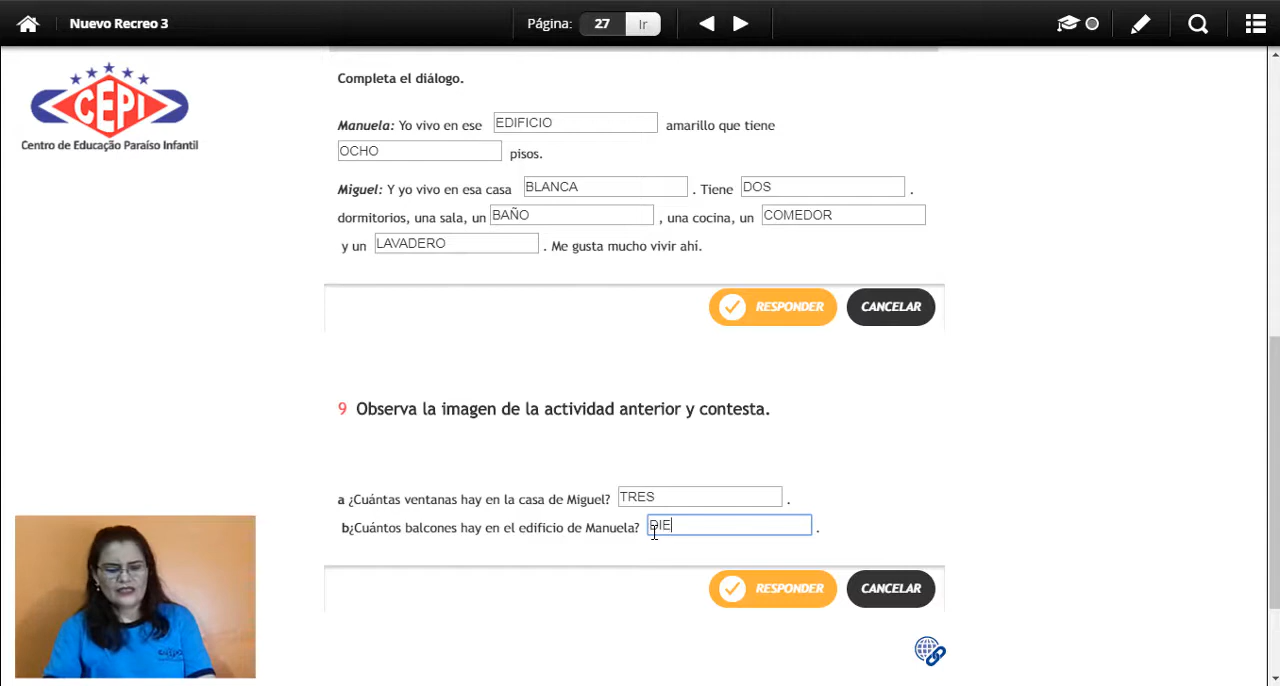 Nuevo Recreo 3
Página: 27 Ir
CEPI
Centro de Educação Paraíso Infantil
Completa el diálogo.
Manuela: Yo vivo en ese EDIFICIO amarillo que tiene
OCHO pisos.
Miguel: Y yo vivo en esa casa BLANCA . Tiene DOS .
dormitorios, una sala, un BAÑO , una cocina, un COMEDOR
y un LAVADERO . Me gusta mucho vivir ahí.
RESPONDER CANCELAR
9 Observa la imagen de la actividad anterior y contesta.
a ¿Cuántas ventanas hay en la casa de Miguel? TRES .
b¿Cuántos balcones hay en el edificio de Manuela? DIE .
RESPONDER CANCELAR